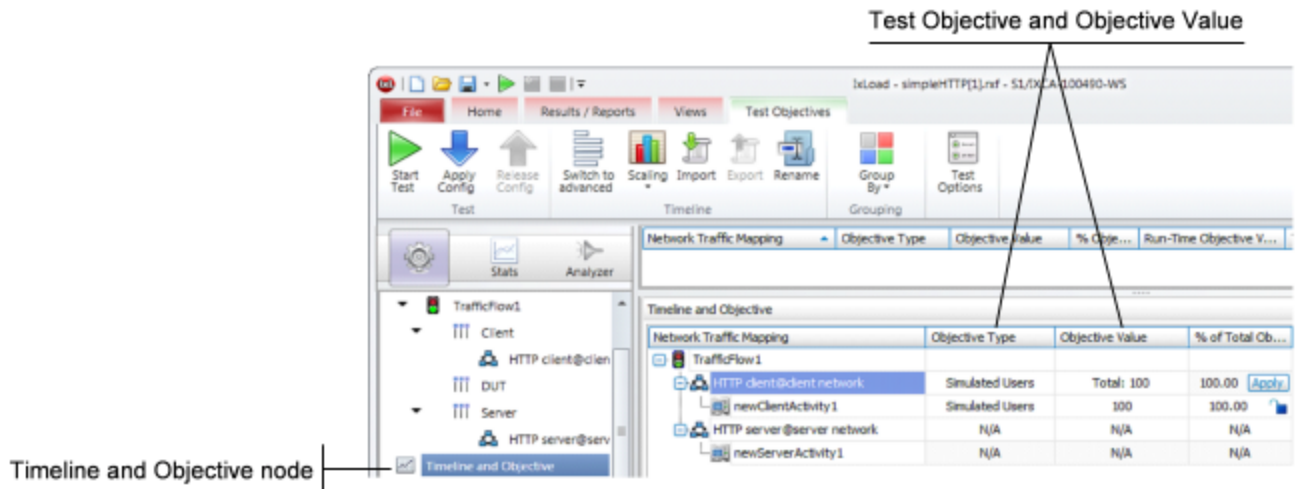 Test Objective and Objective Value
IxLoad - simpleHTTP[1].rxf - S1/IXCA-100490-WS
File Home Results / Reports Views Test Objectives
Start Test
Apply Config
Release Config
Switch to advanced
Scaling
Import
Export
Rename
Group By
Test Options
Test
Timeline
Grouping
Stats
Analyzer
Network Traffic Mapping Objective Type Objective Value % Obje... Run-Time Objective V...
TrafficFlow1
Client
HTTP client@clien
DUT
Server
HTTP server@serv
Timeline and Objective
Timeline and Objective node
Timeline and Objective
Network Traffic Mapping Objective Type Objective Value % of Total Ob...
TrafficFlow1
HTTP client@client network Simulated Users Total: 100 100.00 Apply
newClientActivity1 Simulated Users 100 100.00
HTTP server@server network N/A N/A N/A
newServerActivity1 N/A N/A N/A